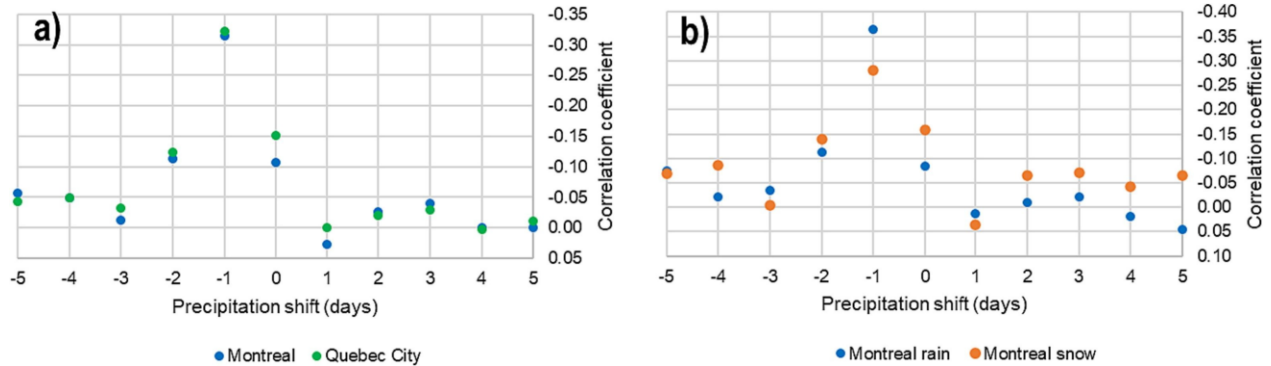 a)
-0.35
-0.30
-0.25
-0.20
-0.15
-0.10
-0.05
0.00
0.05
Correlation coefficient
-5 -4 -3 -2 -1 0 1 2 3 4 5
Precipitation shift (days)
Montreal Quebec City
b)
-0.40
-0.35
-0.30
-0.25
-0.20
-0.15
-0.10
-0.05
0.00
0.05
0.10
Correlation coefficient
-5 -4 -3 -2 -1 0 1 2 3 4 5
Precipitation shift (days)
Montreal rain Montreal snow